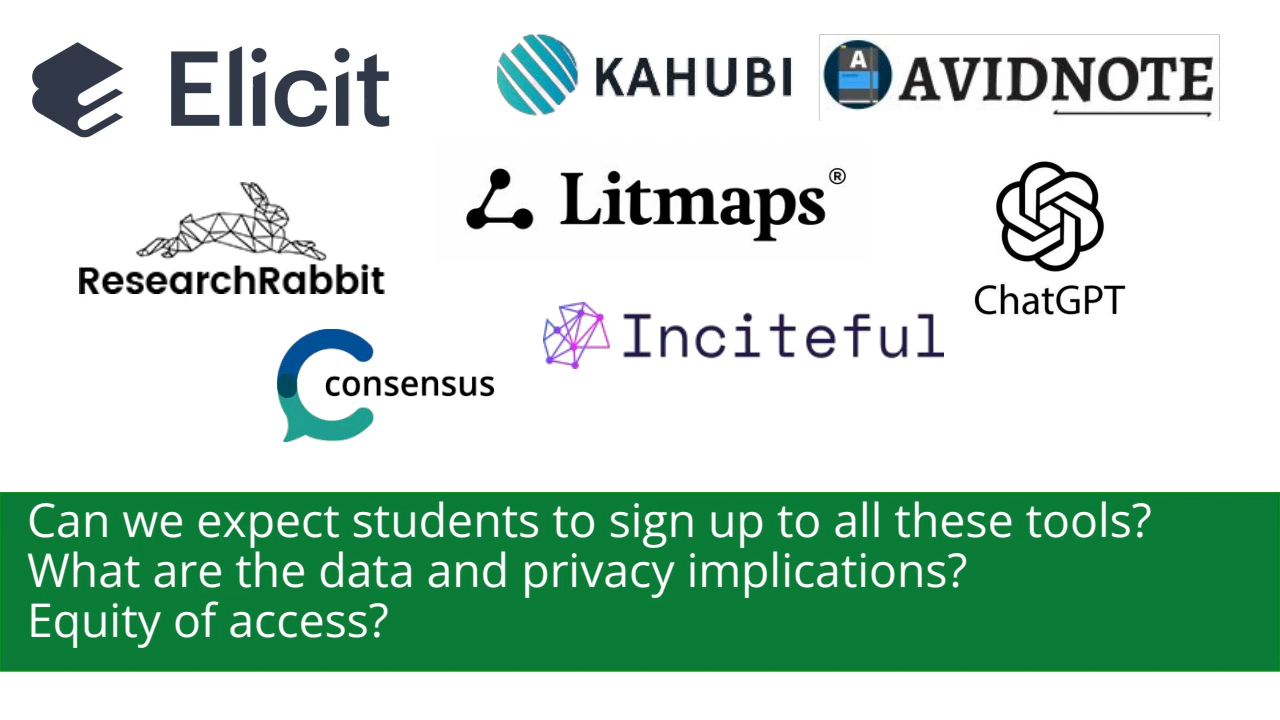 Elicit
KAHUBI
A
AVIDNOTE
ResearchRabbit
Litmaps®
ChatGPT
Inciteful
consensus
Can we expect students to sign up to all these tools?
What are the data and privacy implications?
Equity of access?